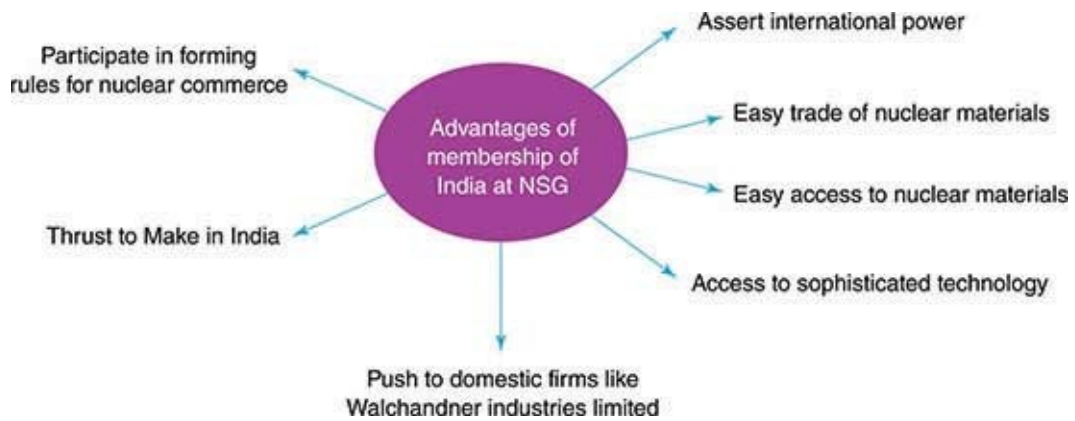 Assert international power
Participate in forming
rules for nuclear commerce
Advantages of
membership of
India at NSG
Easy trade of nuclear materials
Easy access to nuclear materials
Thrust to Make in India
Access to sophisticated technology
Push to domestic firms like
Walchandner industries limited